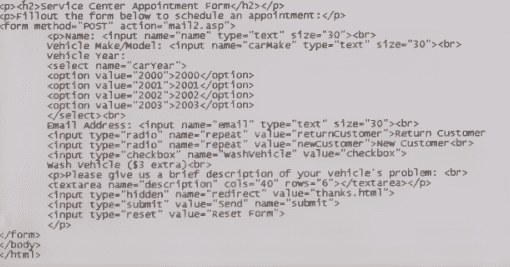 <p><h2>Service Center Appointment Form</h2></p>
<p>Fillout the form below to schedule an appointment:</p>
<form method="POST" action="mail2.asp">
<p>Name: <input name="name" type="text" size="30"><br>
Vehicle Make/Model: <input name="carMake" type="text" size="30"><br>
Vehicle Year:
<select name="carYear">
<option value="2000">2000</option>
<option value="2001">2001</option>
<option value="2002">2002</option>
<option value="2003">2003</option>
</select><br>
Email Address: <input name="email" type="text" size="30"><br>
<input type="radio" name="repeat" value="returnCustomer">Return Customer
<input type="radio" name="repeat" value="newCustomer">New Customer<br>
<input type="checkbox" name="washVehicle" value="checkbox">
Wash Vehicle ($3 extra)<br>
<p>Please give us a brief description of your vehicle's problem: <br>
<textarea name="description" cols="40" rows="6"></textarea></p>
<input type="hidden" name="redirect" value="thanks.html">
<input type="submit" value="Send" name="submit">
<input type="reset" value="Reset Form">
</p>
</form>
</body>
</html>